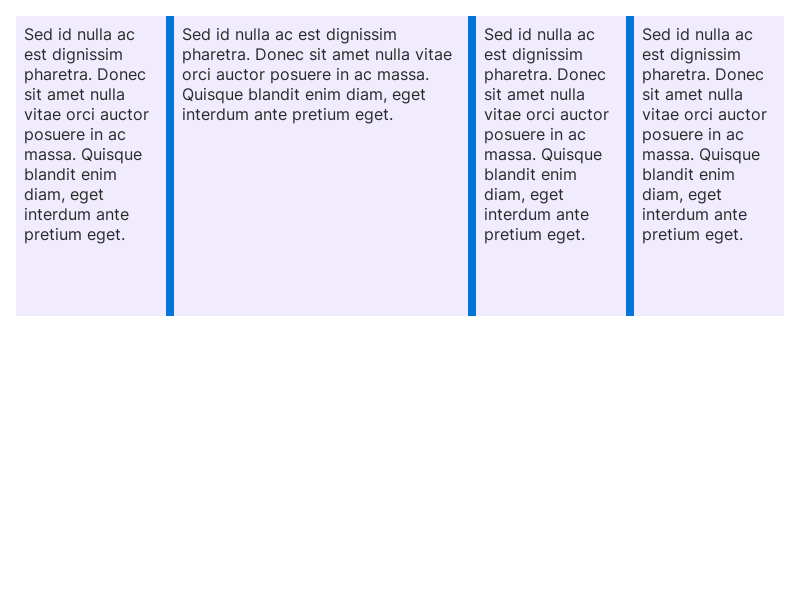 Sed id nulla ac
est dignissim
pharetra. Donec
sit amet nulla
vitae orci auctor
posuere in ac
massa. Quisque
blandit enim
diam, eget
interdum ante
pretium eget.
Sed id nulla ac est dignissim
pharetra. Donec sit amet nulla vitae
orci auctor posuere in ac massa.
Quisque blandit enim diam, eget
interdum ante pretium eget.
Sed id nulla ac
est dignissim
pharetra. Donec
sit amet nulla
vitae orci auctor
posuere in ac
massa. Quisque
blandit enim
diam, eget
interdum ante
pretium eget.
Sed id nulla ac
est dignissim
pharetra. Donec
sit amet nulla
vitae orci auctor
posuere in ac
massa. Quisque
blandit enim
diam, eget
interdum ante
pretium eget.